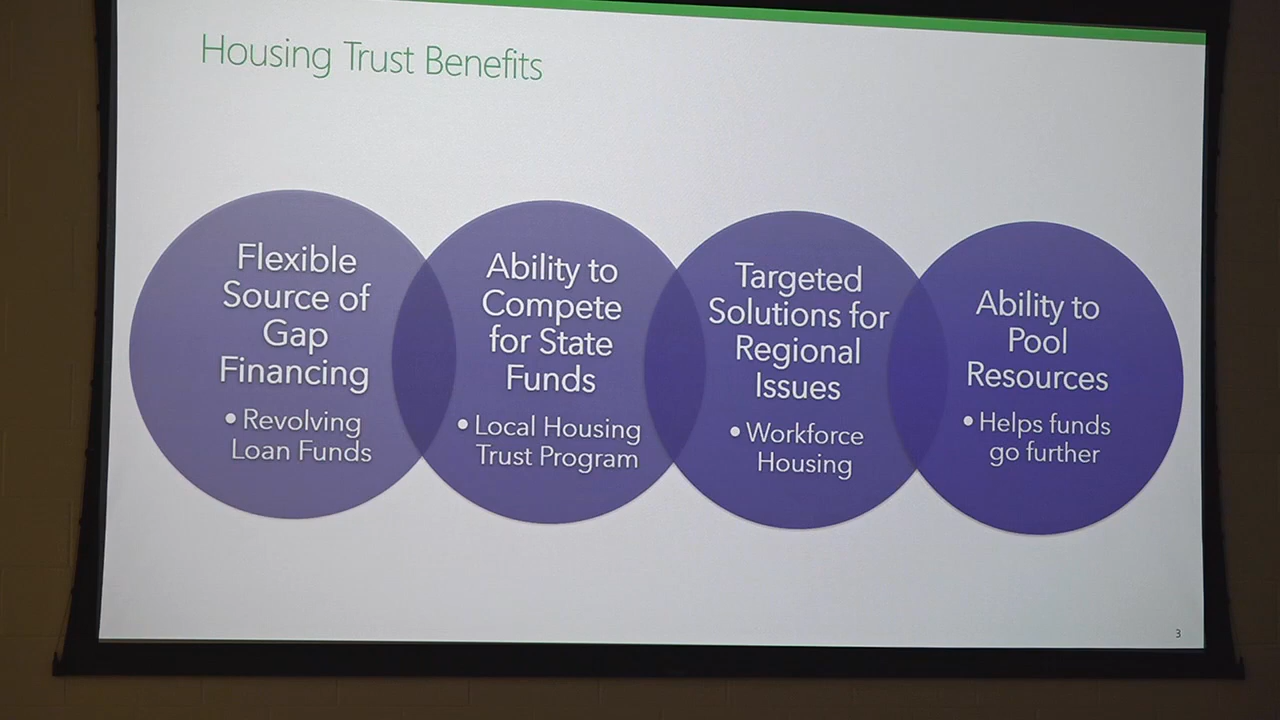 Housing Trust Benefits
Flexible
Source of
Gap
Financing
• Revolving
Loan Funds
Ability to
Compete
for State
Funds
• Local Housing
Trust Program
Targeted
Solutions for
Regional
Issues
• Workforce
Housing
Ability to
Pool
Resources
• Helps funds
go further
3